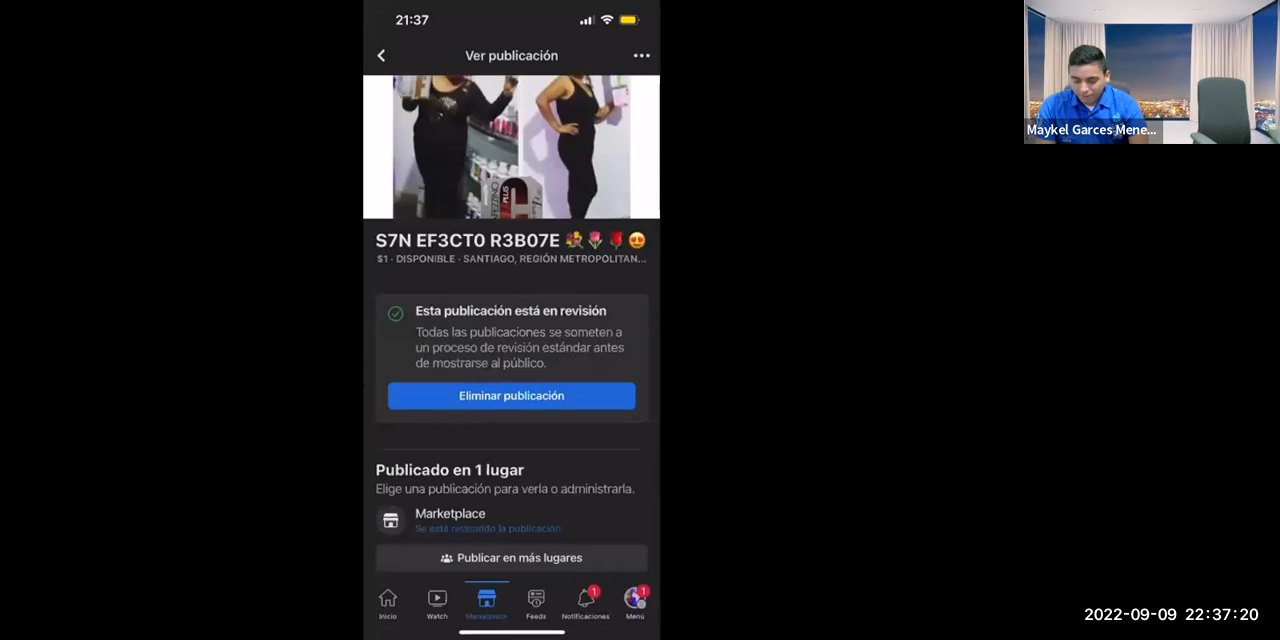 21:37
Ver publicación
PLUS
S7N EF3CT0 R3B07E
$1 · DISPONIBLE · SANTIAGO, REGIÓN METROPOLITAN...
Esta publicación está en revisión
Todas las publicaciones se someten a
un proceso de revisión estándar antes
de mostrarse al público.
Eliminar publicación
Publicado en 1 lugar
Elige una publicación para verla o administrarla.
Marketplace
Se está revisando la publicación
Publicar en más lugares
1
1
Inicio
Watch
Marketplace
Feeds
Notificaciones
Menú
Maykel Garces Mene...
2022-09-09 22:37:20